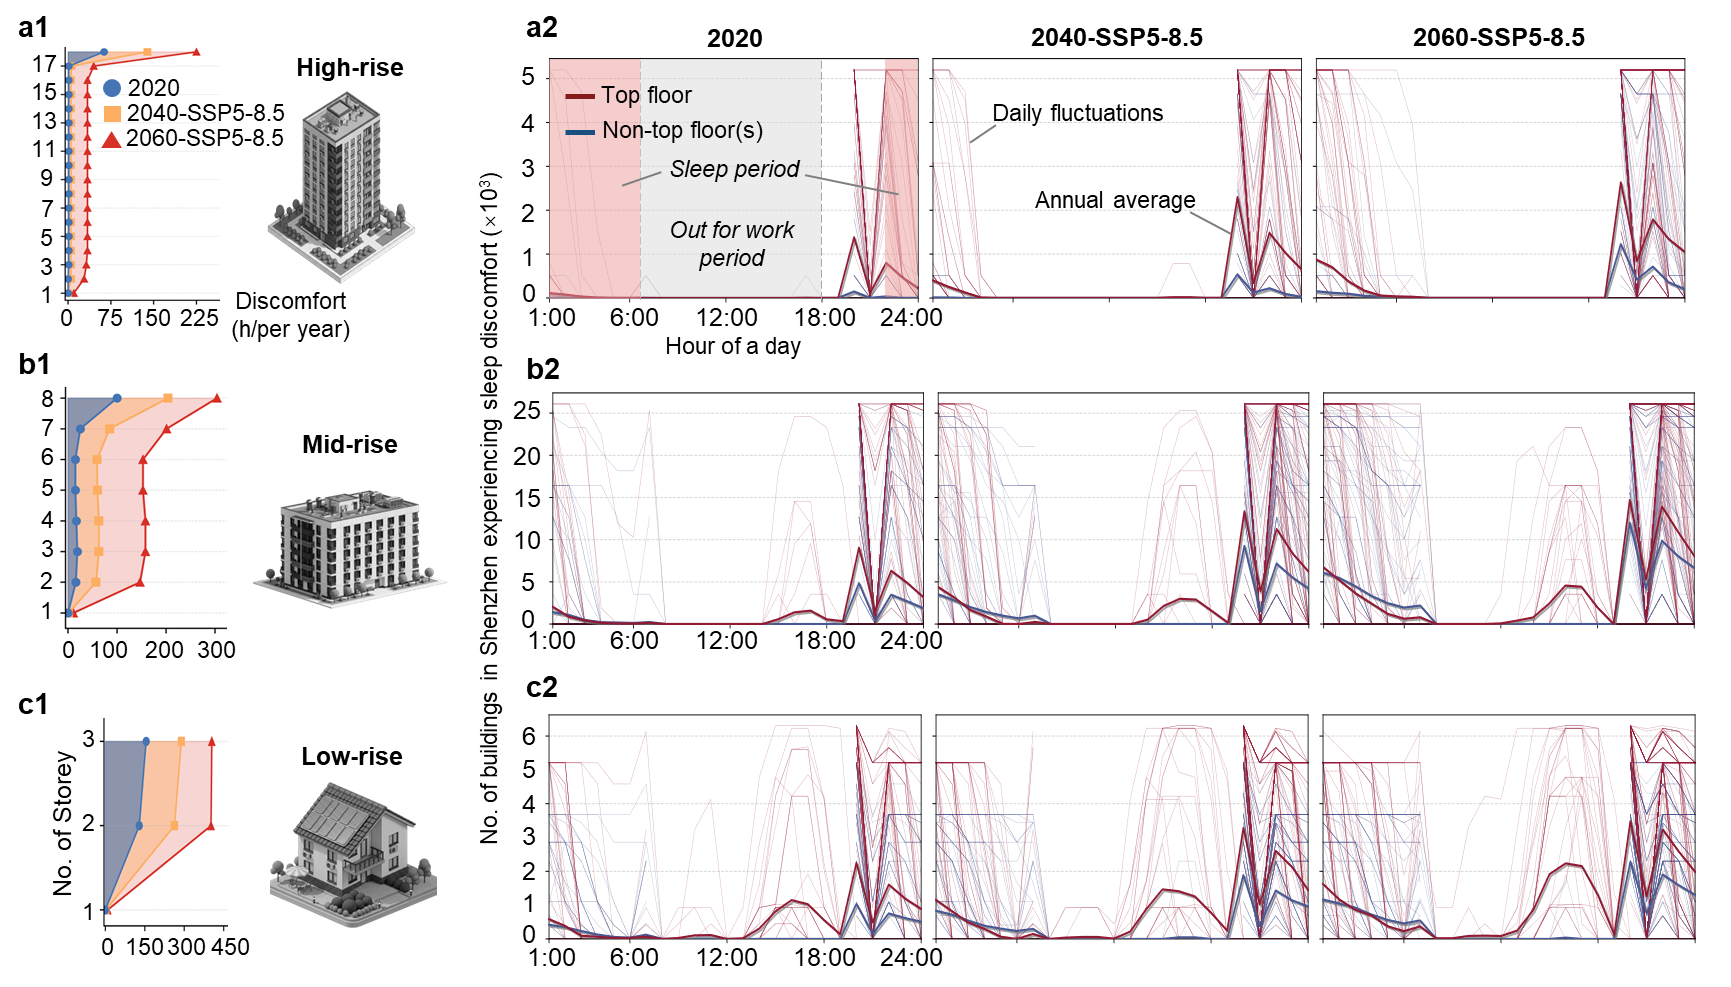 a1
17
15
13
11
9
7
5
3
1
0
75
150
225
2020
2040-SSP5-8.5
2060-SSP5-8.5
High-rise
Discomfort
(h/per year)
a2
2020
2040-SSP5-8.5
2060-SSP5-8.5
5
4
3
2
1
0
Top floor
Non-top floor(s)
Sleep period
Out for work
period
Daily fluctuations
Annual average
1:00
6:00
12:00
18:00
24:00
Hour of a day
No. of buildings in Shenzhen experiencing sleep discomfort (×10³)
b1
8
7
6
5
4
3
2
1
0
100
200
300
Mid-rise
b2
25
20
15
10
5
0
1:00
6:00
12:00
18:00
24:00
c1
No. of Storey
3
2
1
0
150
300
450
Low-rise
c2
6
5
4
3
2
1
0
1:00
6:00
12:00
18:00
24:00